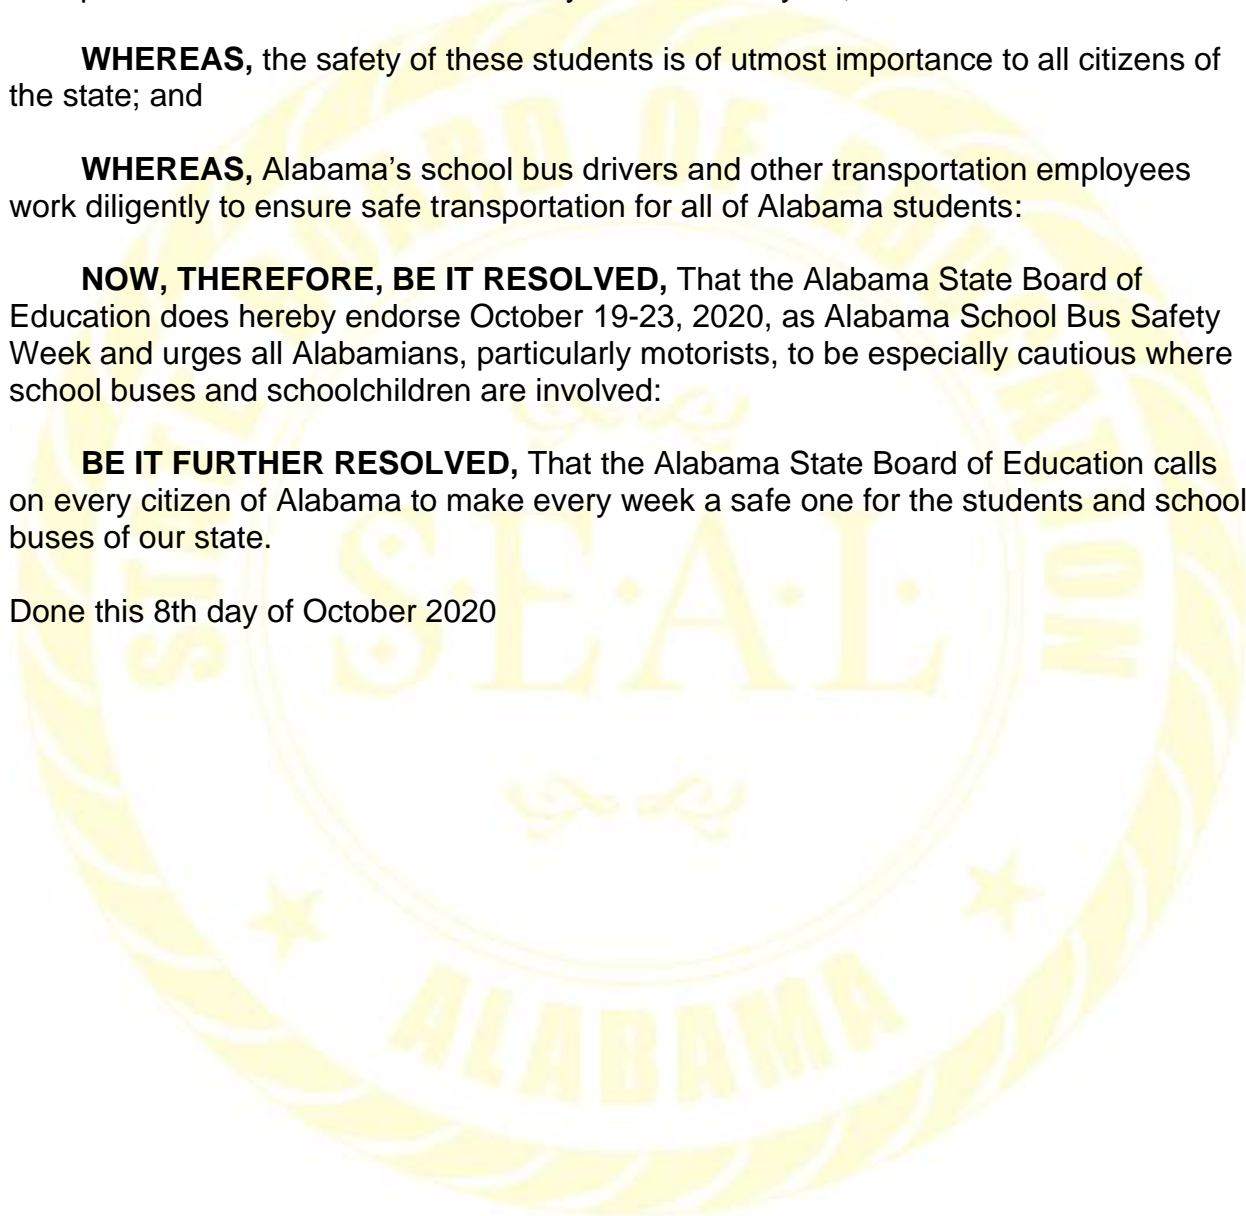 WHEREAS, the safety of these students is of utmost importance to all citizens of
the state; and
WHEREAS, Alabama’s school bus drivers and other transportation employees
work diligently to ensure safe transportation for all of Alabama students:
NOW, THEREFORE, BE IT RESOLVED, That the Alabama State Board of
Education does hereby endorse October 19-23, 2020, as Alabama School Bus Safety
Week and urges all Alabamians, particularly motorists, to be especially cautious where
school buses and schoolchildren are involved:
BE IT FURTHER RESOLVED, That the Alabama State Board of Education calls
on every citizen of Alabama to make every week a safe one for the students and school
buses of our state.
Done this 8th day of October 2020
STATE BOARD OF EDUCATION
S·E·A·L·
ALABAMA